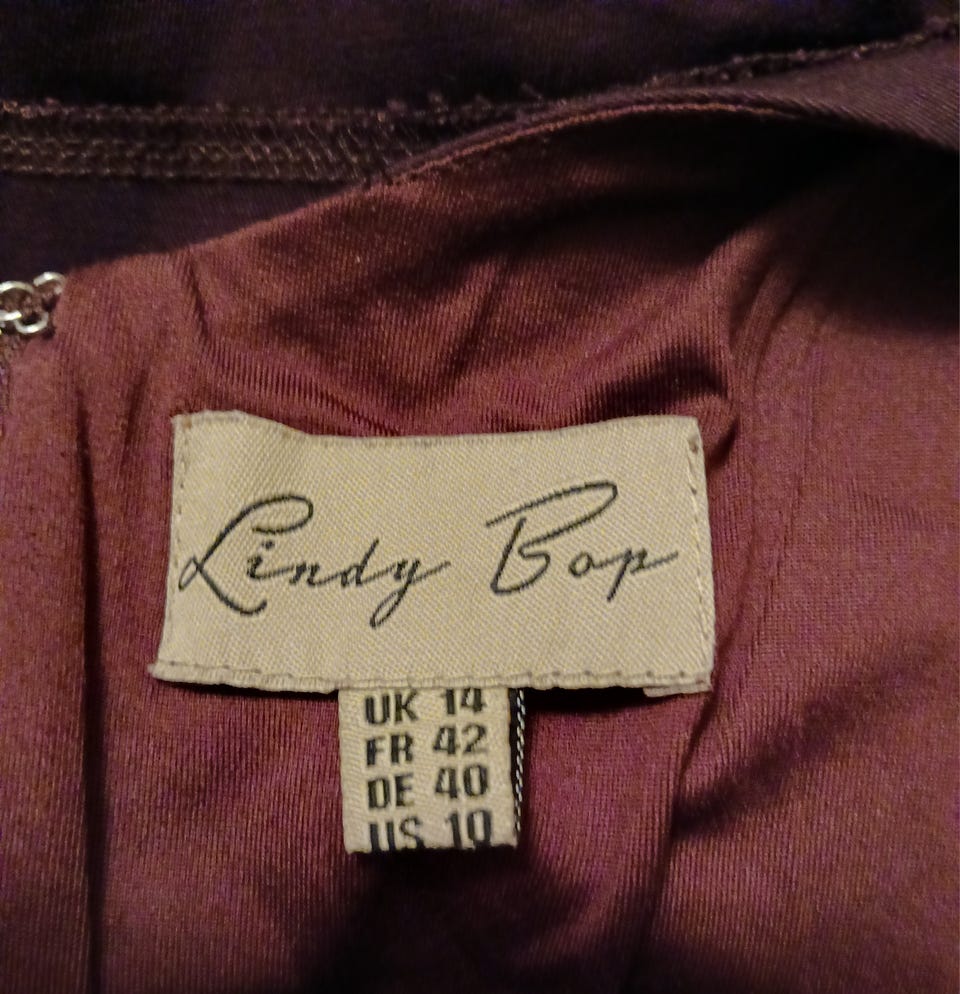 Lindy Bop
UK 14
FR 42
DE 40
US 10